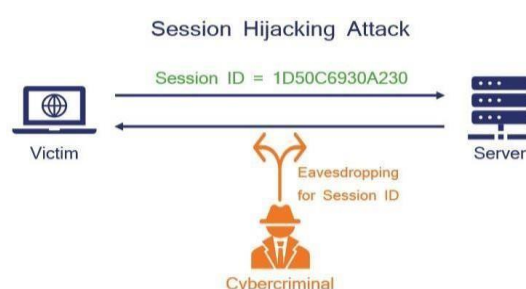 Session Hijacking Attack
Session ID = 1D50C6930A230
Victim
Server
Eavesdropping
for Session ID
Cybercriminal